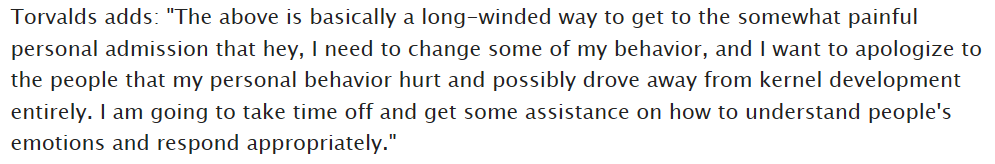 Torvalds adds: "The above is basically a long-winded way to get to the somewhat painful
personal admission that hey, I need to change some of my behavior, and I want to apologize to
the people that my personal behavior hurt and possibly drove away from kernel development
entirely. I am going to take time off and get some assistance on how to understand people's
emotions and respond appropriately."